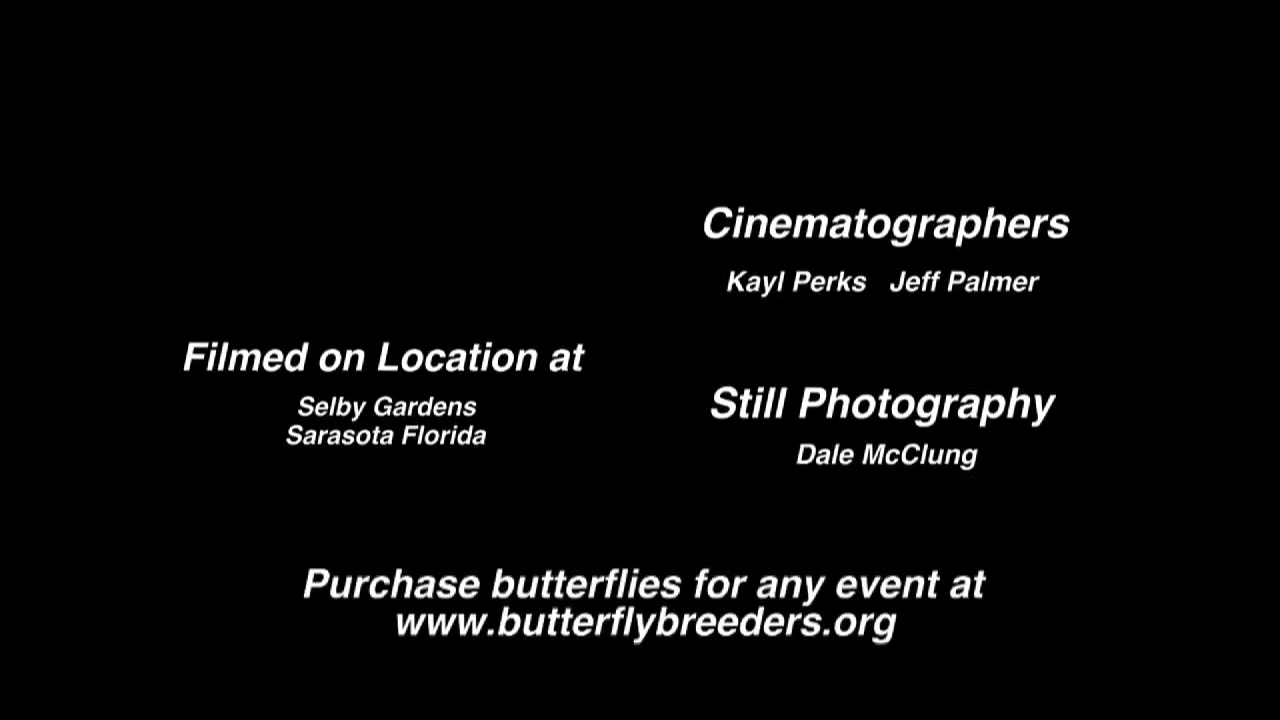 Filmed on Location at
Selby Gardens
Sarasota Florida
Cinematographers
Kayl Perks Jeff Palmer
Still Photography
Dale McClung
Purchase butterflies for any event at
www.butterflybreeders.org